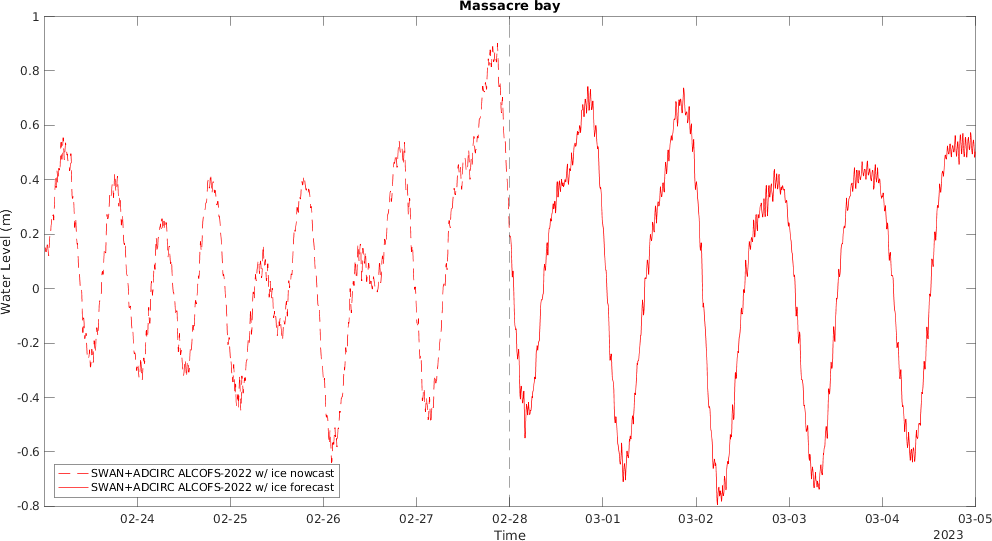 Massacre bay
1
0.8
0.6
0.4
0.2
0
-0.2
-0.4
-0.6
-0.8
Water Level (m)
SWAN+ADCIRC ALCOFS-2022 w/ ice nowcast
SWAN+ADCIRC ALCOFS-2022 w/ ice forecast
02-24 02-25 02-26 02-27 02-28 03-01 03-02 03-03 03-04 03-05
Time
2023